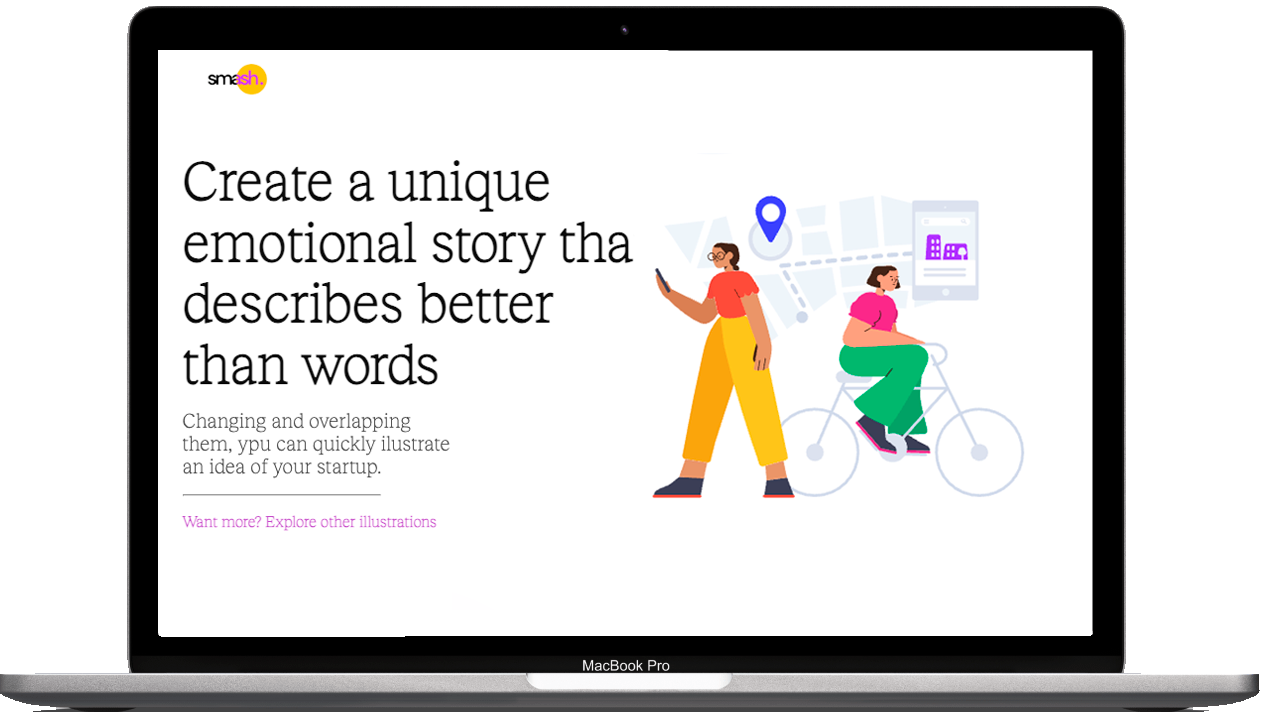 smash.
Create a unique
emotional story tha
describes better
than words
Changing and overlapping
them, ypu can quickly ilustrate
an idea of your startup.
Want more? Explore other illustrations
MacBook Pro